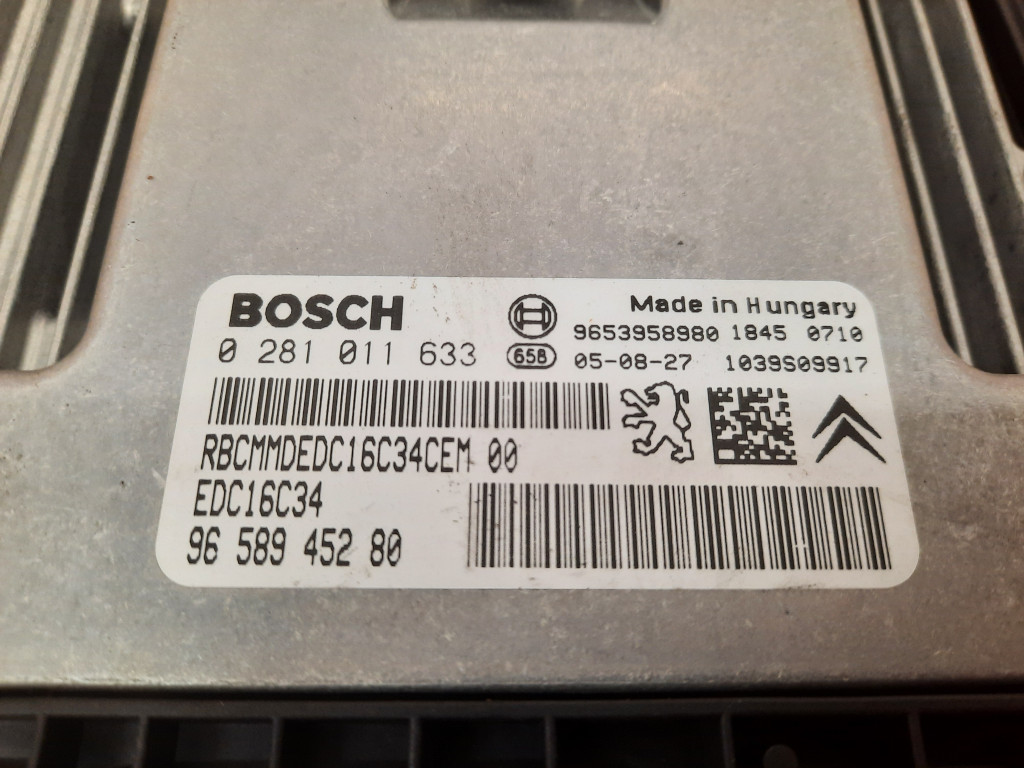 BOSCH
Made in Hungary
0 281 011 633
9653958980 1845 0710
658
05-08-27 1039S09917
RBCMMDEDC16C34CEM 00
EDC16C34
96 589 452 80